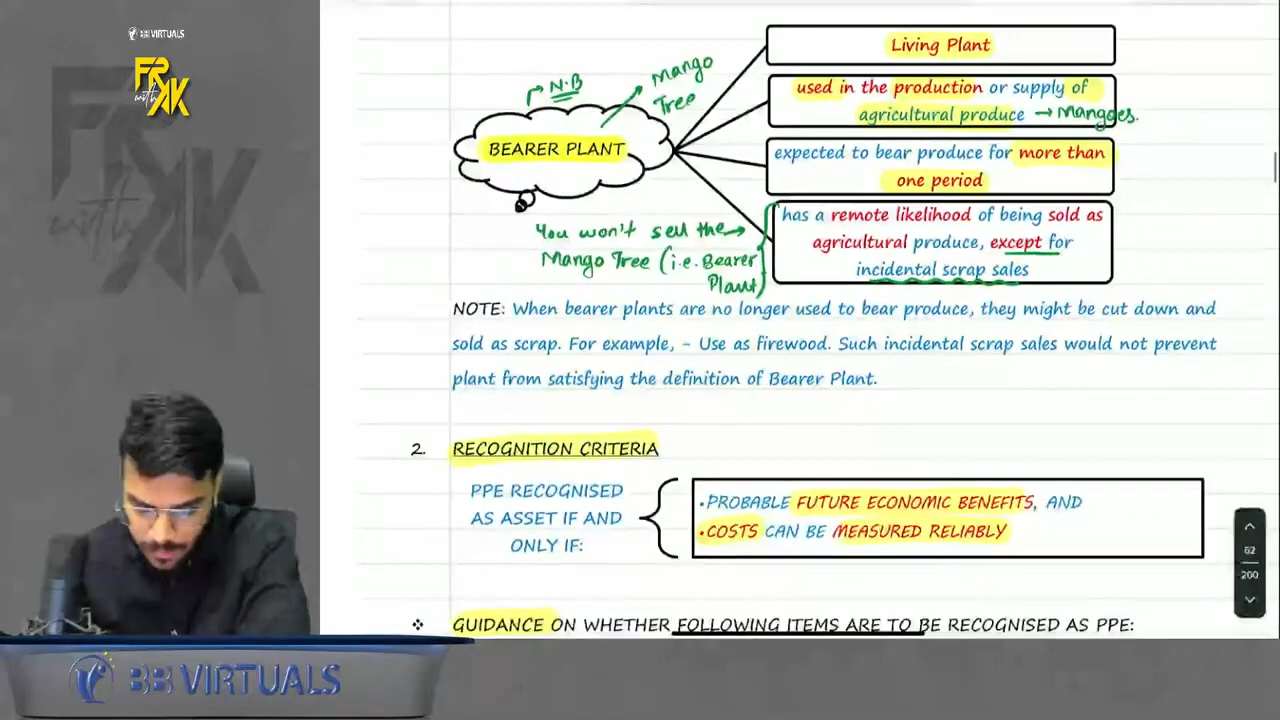 BB VIRTUALS
FR
with
AK
N.B
Mango
Tree
BEARER PLANT
Living Plant
used in the production or supply of
agricultural produce → Mangoes.
expected to bear produce for more than
one period
has a remote likelihood of being sold as
agricultural produce, except for
incidental scrap sales
You won't sell the
Mango Tree (i.e. Bearer
Plant)
NOTE: When bearer plants are no longer used to bear produce, they might be cut down and
sold as scrap. For example, - Use as firewood. Such incidental scrap sales would not prevent
plant from satisfying the definition of Bearer Plant.
2. RECOGNITION CRITERIA
PPE RECOGNISED
AS ASSET IF AND
ONLY IF:
•PROBABLE FUTURE ECONOMIC BENEFITS, AND
•COSTS CAN BE MEASURED RELIABLY
❖ GUIDANCE ON WHETHER FOLLOWING ITEMS ARE TO BE RECOGNISED AS PPE:
62
200
BB VIRTUALS